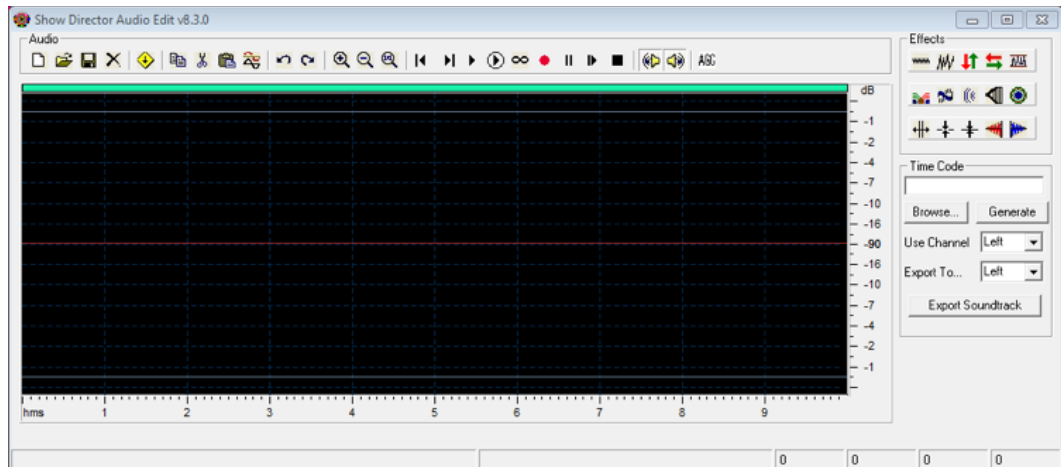 Show Director Audio Edit v8.3.0
Audio
AGC
Effects
dB
-1
-2
-4
-7
-10
-16
-90
-16
-10
-7
-4
-2
-1
hms 1 2 3 4 5 6 7 8 9
Time Code
Browse... Generate
Use Channel Left
Export To... Left
Export Soundtrack
0 0 0 0